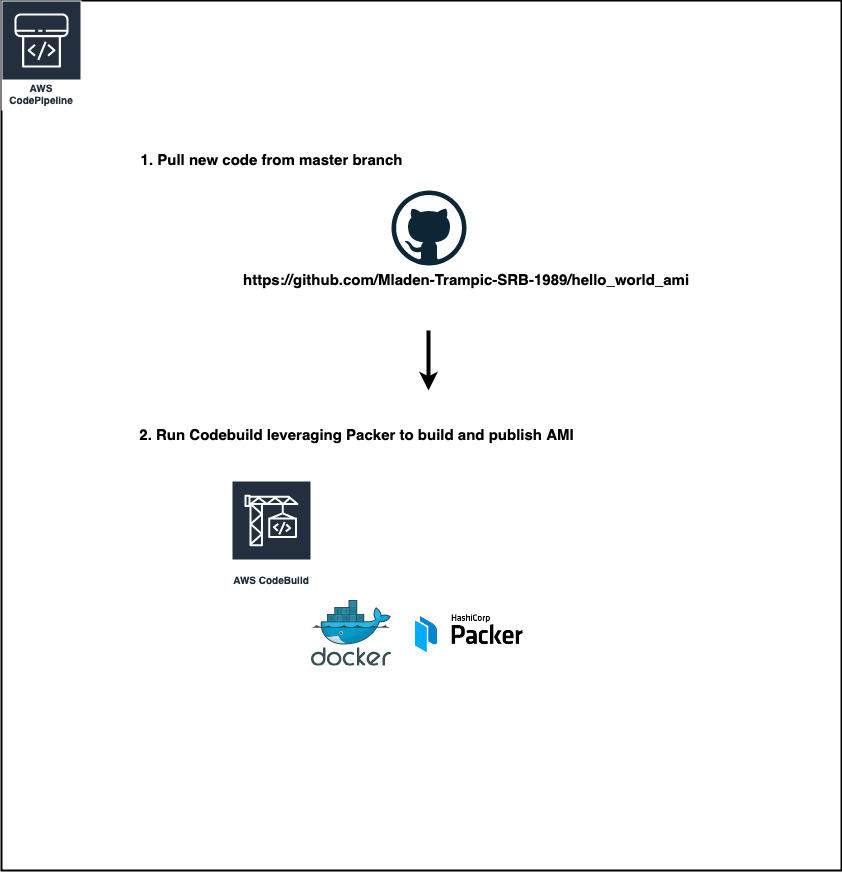 AWS
CodePipeline
1. Pull new code from master branch
https://github.com/Mladen-Trampic-SRB-1989/hello_world_ami
2. Run Codebuild leveraging Packer to build and publish AMI
AWS CodeBuild
docker
HashiCorp
Packer